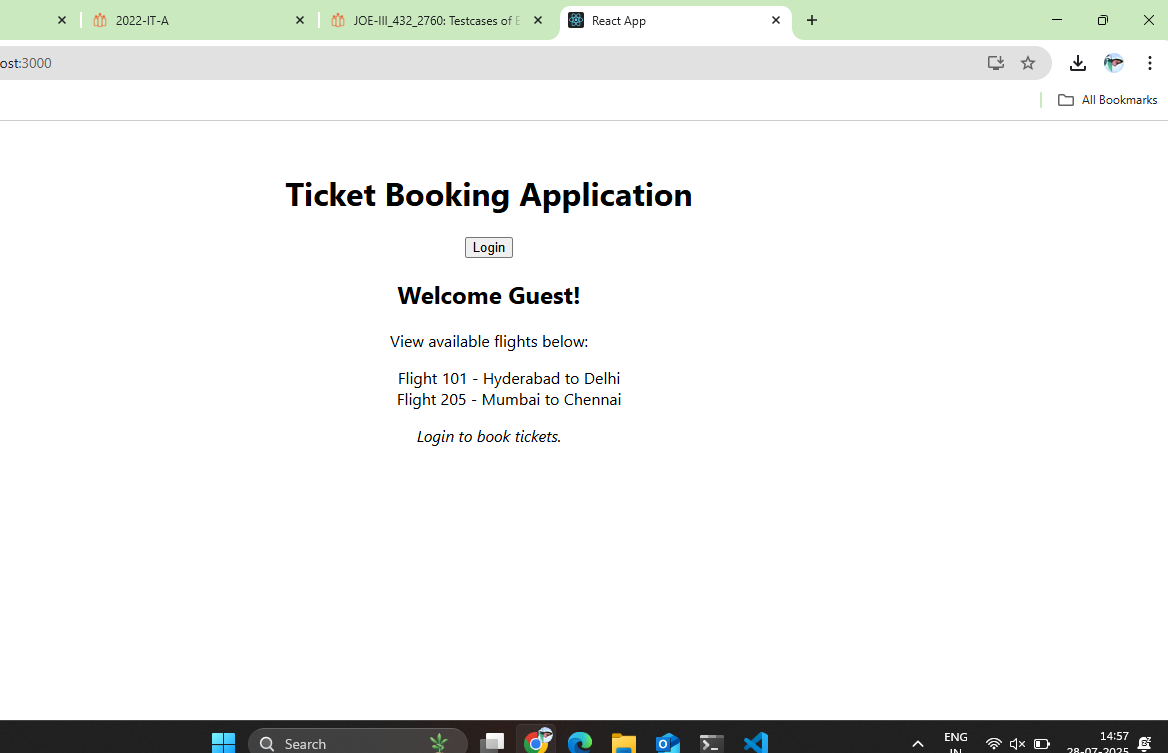 2022-IT-A
JOE-III_432_2760: Testcases of E
React App
ost:3000
All Bookmarks
Ticket Booking Application
Login
Welcome Guest!
View available flights below:
Flight 101 - Hyderabad to Delhi
Flight 205 - Mumbai to Chennai
Login to book tickets.
Search
ENG
IN
14:57
28-07-2025